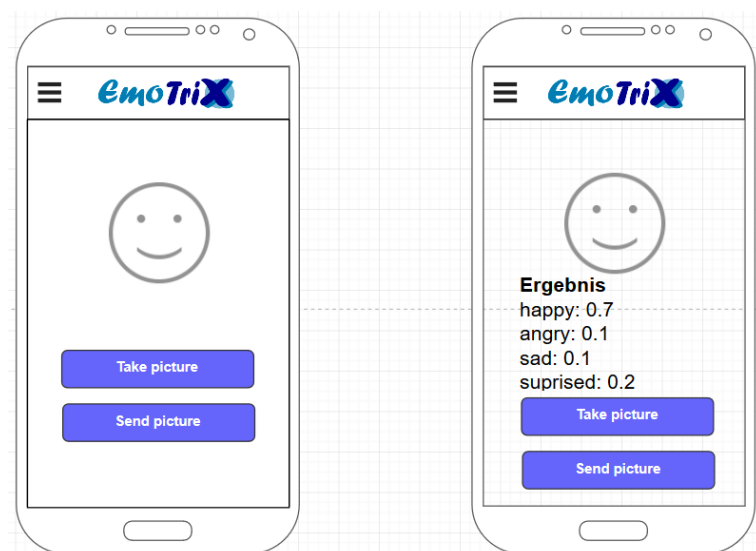 EmoTriX
Take picture
Send picture
EmoTriX
Ergebnis
happy: 0.7
angry: 0.1
sad: 0.1
suprised: 0.2
Take picture
Send picture